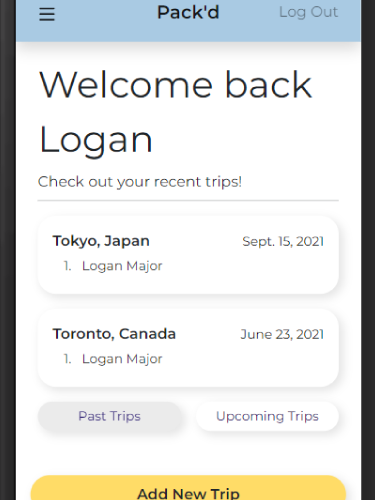 Pack'd Log Out
Welcome back
Logan
Check out your recent trips!
Tokyo, Japan Sept. 15, 2021
1. Logan Major
Toronto, Canada June 23, 2021
1. Logan Major
Past Trips Upcoming Trips
Add New Trip